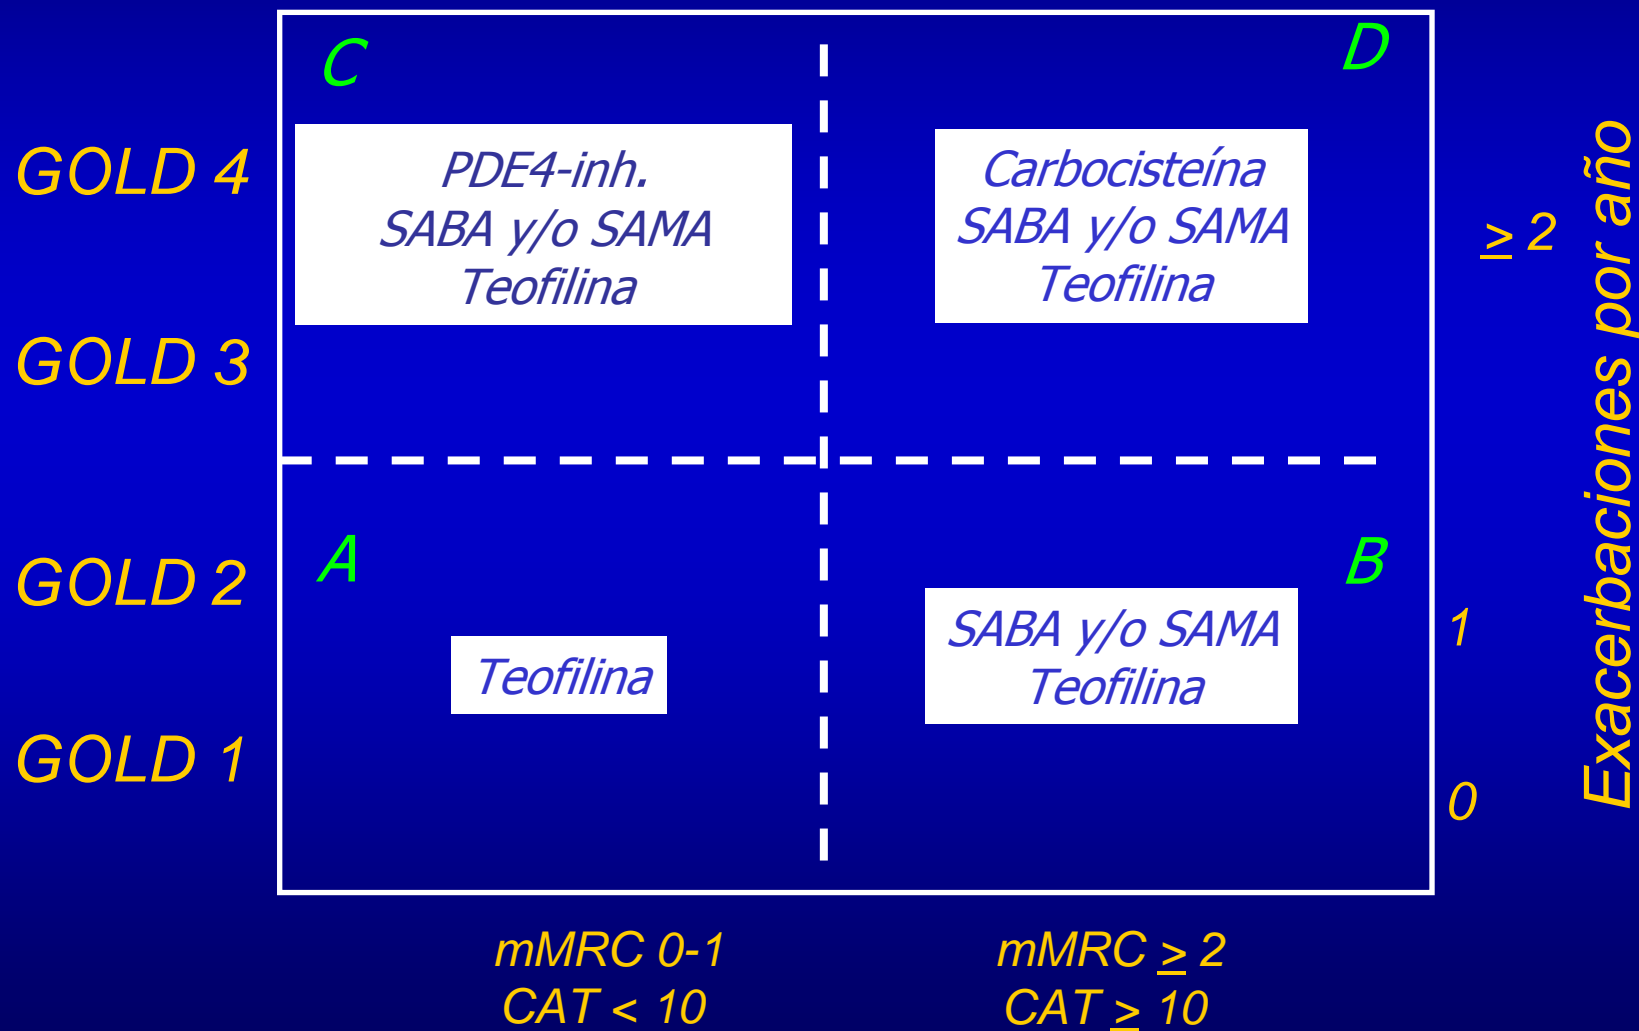 C
D
GOLD 4
PDE4-inh.
SABA y/o SAMA
Teofilina
Carbocisteína
SABA y/o SAMA
Teofilina
≥ 2
GOLD 3
Exacerbaciones por año
GOLD 2
A
B
SABA y/o SAMA
Teofilina
1
Teofilina
GOLD 1
0
mMRC 0-1
CAT < 10
mMRC ≥ 2
CAT ≥ 10